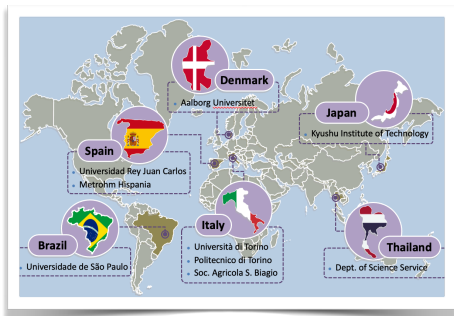 Denmark
Aalborg Universitet
Japan
Kyushu Institute of Technology
Spain
Universidad Rey Juan Carlos
Metrohm Hispania
Italy
Università di Torino
Politecnico di Torino
Soc. Agricola S. Biagio
Brazil
Universidade de São Paulo
Thailand
Dept. of Science Service